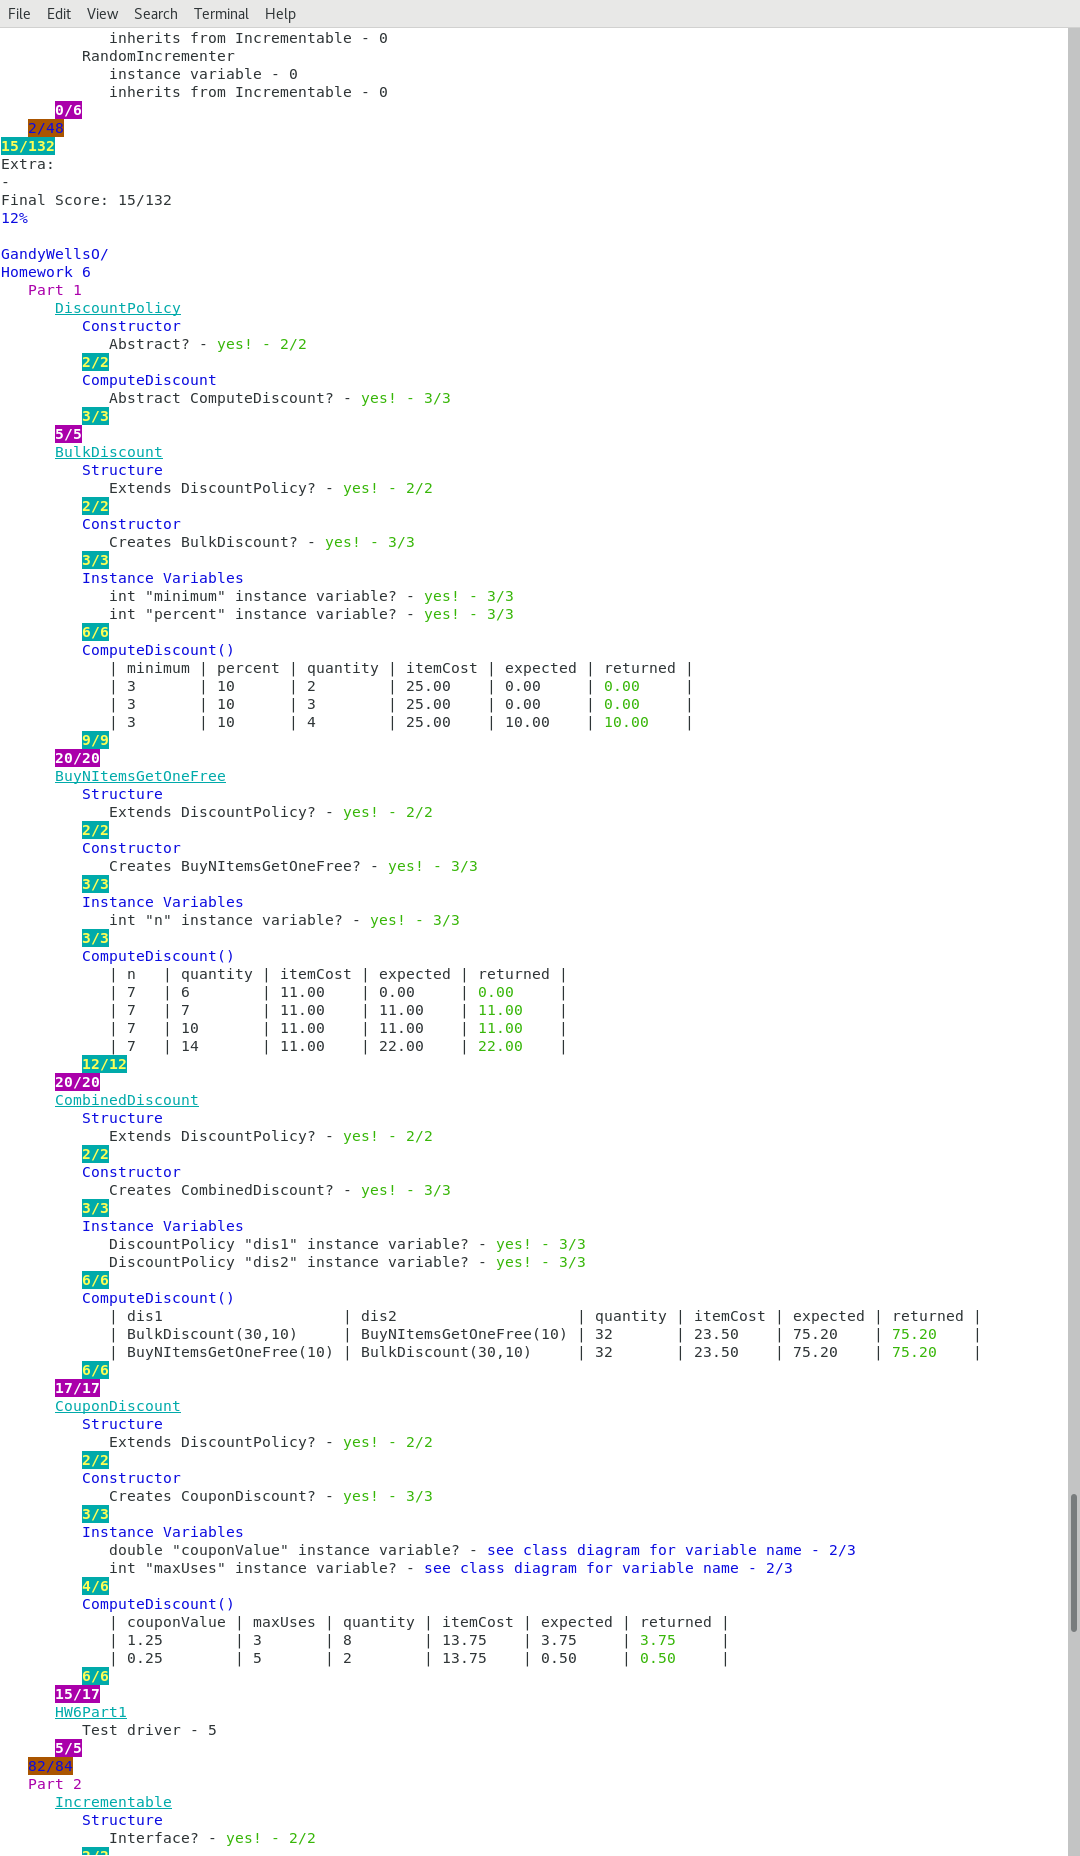 File Edit View Search Terminal Help
inherits from Incrementable - 0
RandomIncrementer
instance variable - 0
inherits from Incrementable - 0
0/6
2/48
15/132
Extra:
-
Final Score: 15/132
12%
GandyWellsO/
Homework 6
Part 1
DiscountPolicy
Constructor
Abstract? - yes! - 2/2
2/2
ComputeDiscount
Abstract ComputeDiscount? - yes! - 3/3
3/3
5/5
BulkDiscount
Structure
Extends DiscountPolicy? - yes! - 2/2
2/2
Constructor
Creates BulkDiscount? - yes! - 3/3
3/3
Instance Variables
int "minimum" instance variable? - yes! - 3/3
int "percent" instance variable? - yes! - 3/3
6/6
ComputeDiscount()
| minimum | percent | quantity | itemCost | expected | returned |
| 3 | 10 | 2 | 25.00 | 0.00 | 0.00 |
| 3 | 10 | 3 | 25.00 | 0.00 | 0.00 |
| 3 | 10 | 4 | 25.00 | 10.00 | 10.00 |
9/9
20/20
BuyNItemsGetOneFree
Structure
Extends DiscountPolicy? - yes! - 2/2
2/2
Constructor
Creates BuyNItemsGetOneFree? - yes! - 3/3
3/3
Instance Variables
int "n" instance variable? - yes! - 3/3
3/3
ComputeDiscount()
| n | quantity | itemCost | expected | returned |
| 7 | 6 | 11.00 | 0.00 | 0.00 |
| 7 | 7 | 11.00 | 11.00 | 11.00 |
| 7 | 10 | 11.00 | 11.00 | 11.00 |
| 7 | 14 | 11.00 | 22.00 | 22.00 |
12/12
20/20
CombinedDiscount
Structure
Extends DiscountPolicy? - yes! - 2/2
2/2
Constructor
Creates CombinedDiscount? - yes! - 3/3
3/3
Instance Variables
DiscountPolicy "dis1" instance variable? - yes! - 3/3
DiscountPolicy "dis2" instance variable? - yes! - 3/3
6/6
ComputeDiscount()
| dis1 | dis2 | quantity | itemCost | expected | returned |
| BulkDiscount(30,10) | BuyNItemsGetOneFree(10) | 32 | 23.50 | 75.20 | 75.20 |
| BuyNItemsGetOneFree(10) | BulkDiscount(30,10) | 32 | 23.50 | 75.20 | 75.20 |
6/6
17/17
CouponDiscount
Structure
Extends DiscountPolicy? - yes! - 2/2
2/2
Constructor
Creates CouponDiscount? - yes! - 3/3
3/3
Instance Variables
double "couponValue" instance variable? - see class diagram for variable name - 2/3
int "maxUses" instance variable? - see class diagram for variable name - 2/3
4/6
ComputeDiscount()
| couponValue | maxUses | quantity | itemCost | expected | returned |
| 1.25 | 3 | 8 | 13.75 | 3.75 | 3.75 |
| 0.25 | 5 | 2 | 13.75 | 0.50 | 0.50 |
6/6
15/17
HW6Part1
Test driver - 5
5/5
82/84
Part 2
Incrementable
Structure
Interface? - yes! - 2/2
2/2